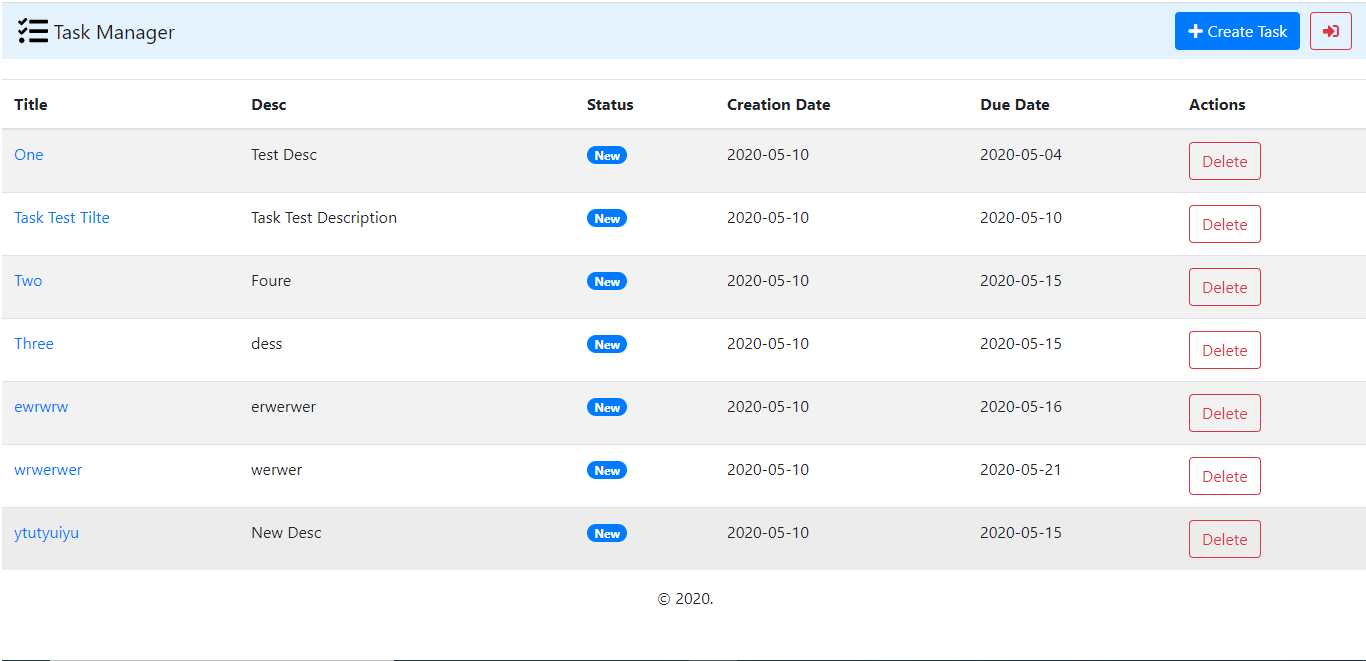 Task Manager Create Task
Title Desc Status Creation Date Due Date Actions
One Test Desc New 2020-05-10 2020-05-04 Delete
Task Test Tilte Task Test Description New 2020-05-10 2020-05-10 Delete
Two Foure New 2020-05-10 2020-05-15 Delete
Three dess New 2020-05-10 2020-05-15 Delete
ewrwrw erwerwer New 2020-05-10 2020-05-16 Delete
wrwerwer werwer New 2020-05-10 2020-05-21 Delete
ytutyuiyu New Desc New 2020-05-10 2020-05-15 Delete
© 2020.